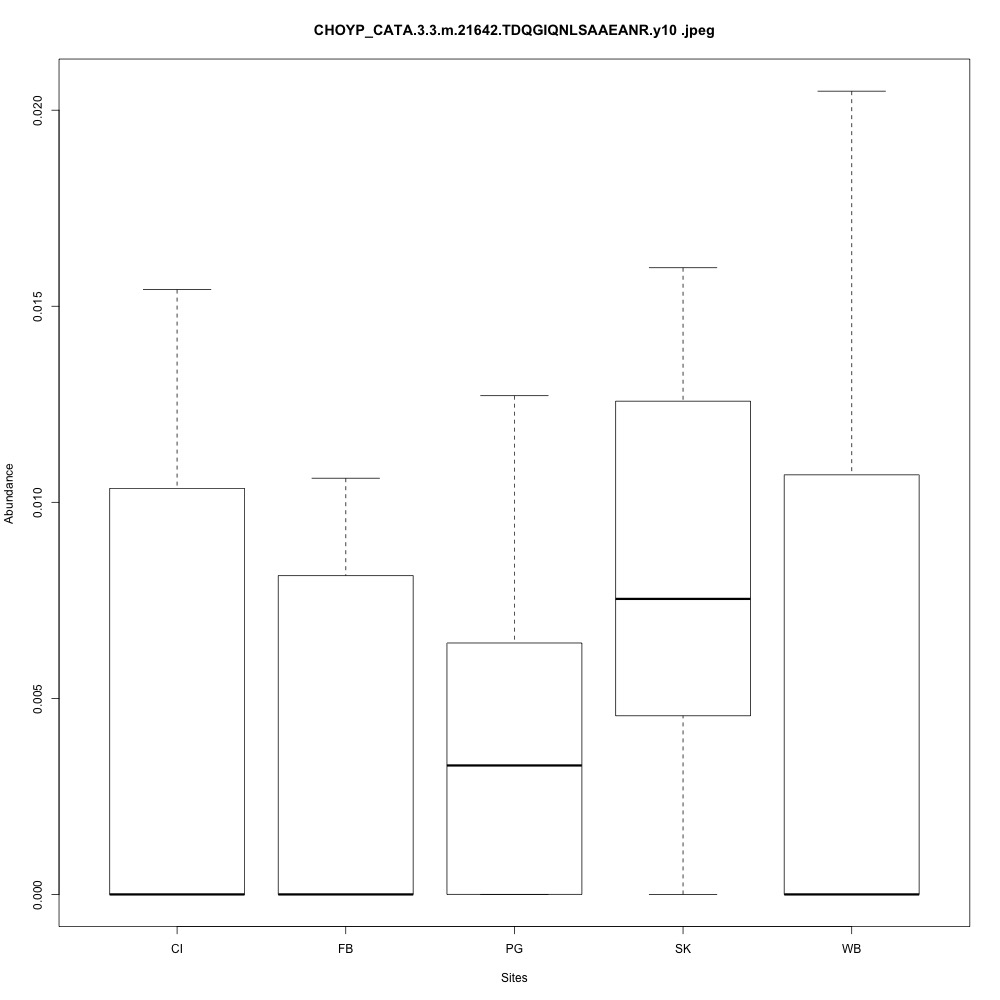 CHOYP_CATA.3.3.m.21642.TDQGIQNLSAAEANR.y10 .jpeg
Abundance
0.020
0.015
0.010
0.005
0.000
CI FB PG SK WB
Sites